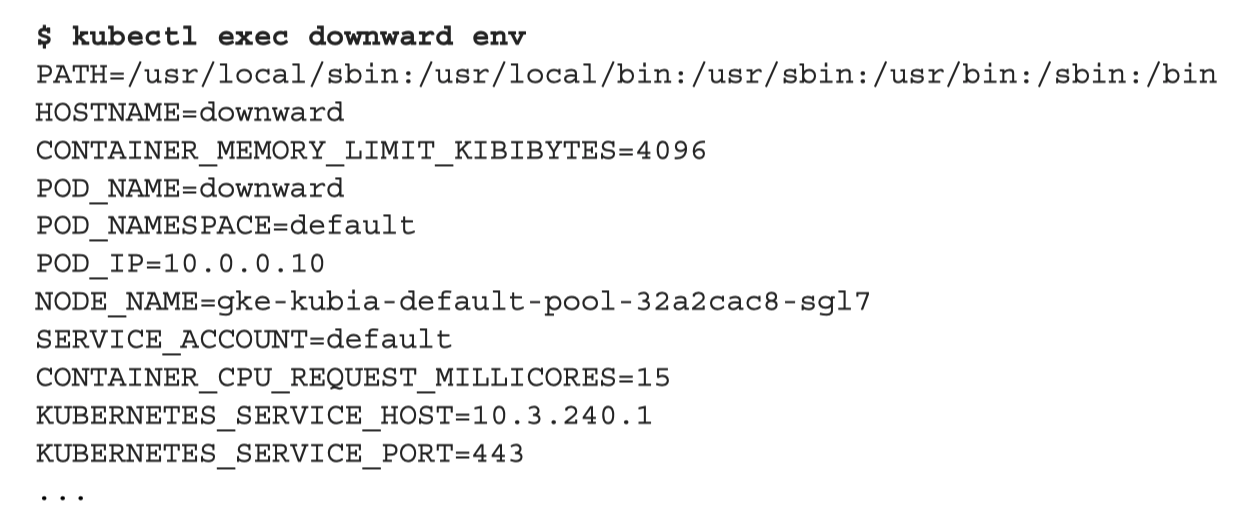 $ kubectl exec downward env
PATH=/usr/local/sbin:/usr/local/bin:/usr/sbin:/usr/bin:/sbin:/bin
HOSTNAME=downward
CONTAINER_MEMORY_LIMIT_KIBIBYTES=4096
POD_NAME=downward
POD_NAMESPACE=default
POD_IP=10.0.0.10
NODE_NAME=gke-kubia-default-pool-32a2cac8-sgl7
SERVICE_ACCOUNT=default
CONTAINER_CPU_REQUEST_MILLICORES=15
KUBERNETES_SERVICE_HOST=10.3.240.1
KUBERNETES_SERVICE_PORT=443
...